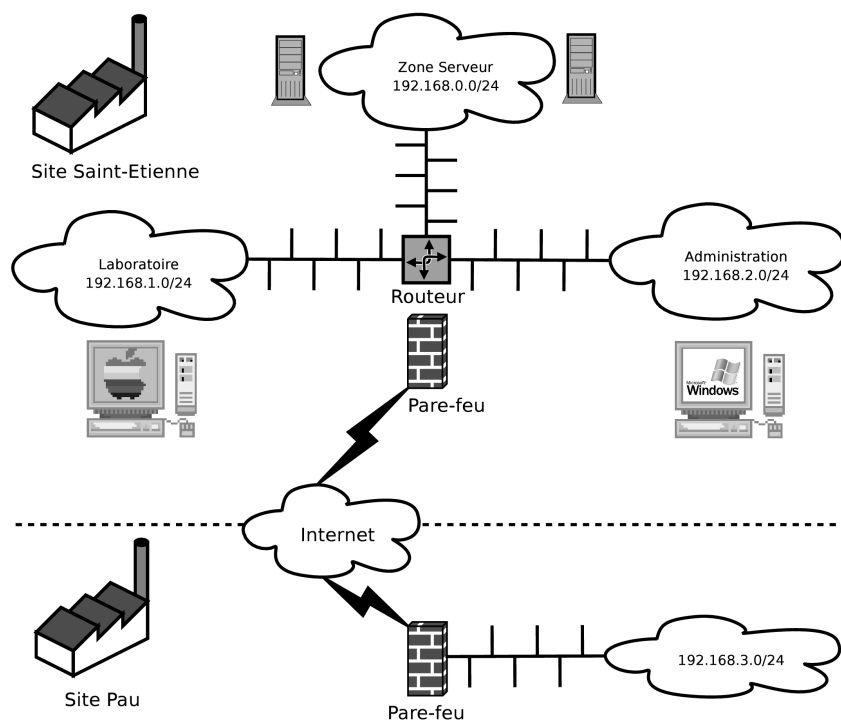 Zone Serveur
192.168.0.0/24
Site Saint-Etienne
Laboratoire
192.168.1.0/24
Administration
192.168.2.0/24
Routeur
Microsoft
Windows
Pare-feu
Internet
192.168.3.0/24
Site Pau
Pare-feu